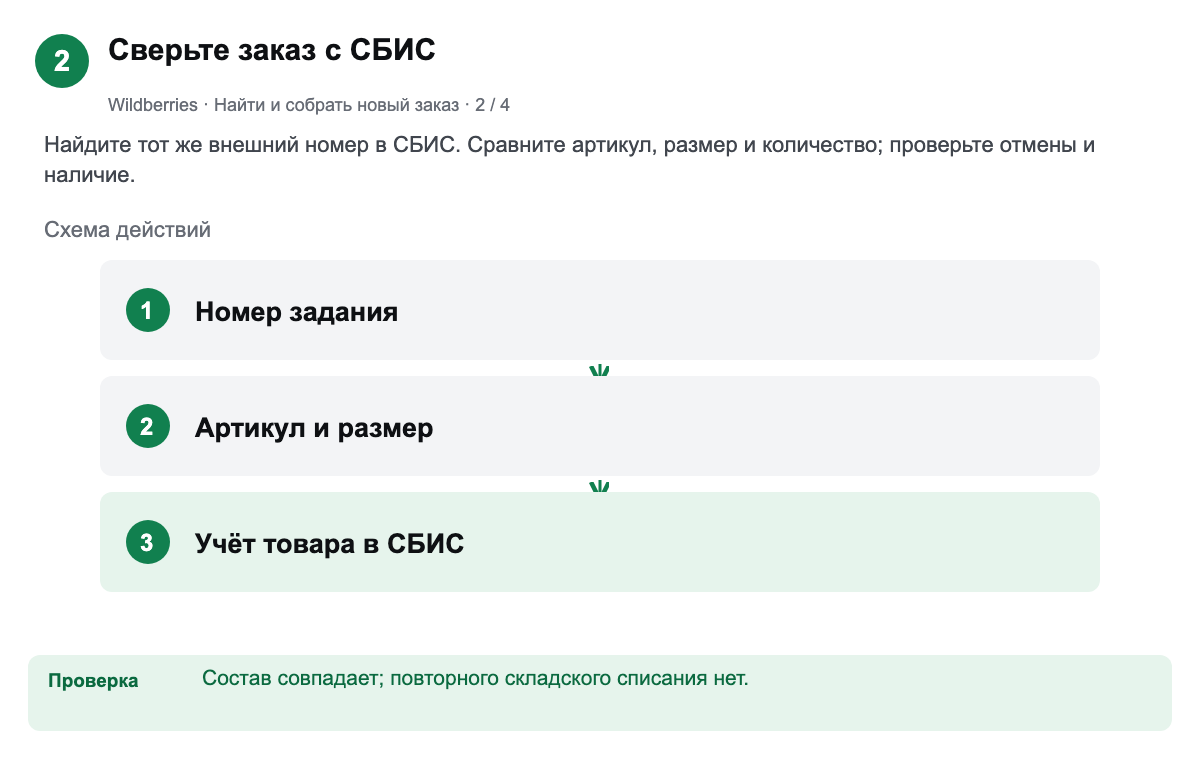 2
Сверьте заказ с СБИС
Wildberries · Найти и собрать новый заказ · 2 / 4
Найдите тот же внешний номер в СБИС. Сравните артикул, размер и количество; проверьте отмены и
наличие.
Схема действий
1 Номер задания
2 Артикул и размер
3 Учёт товара в СБИС
Проверка Состав совпадает; повторного складского списания нет.